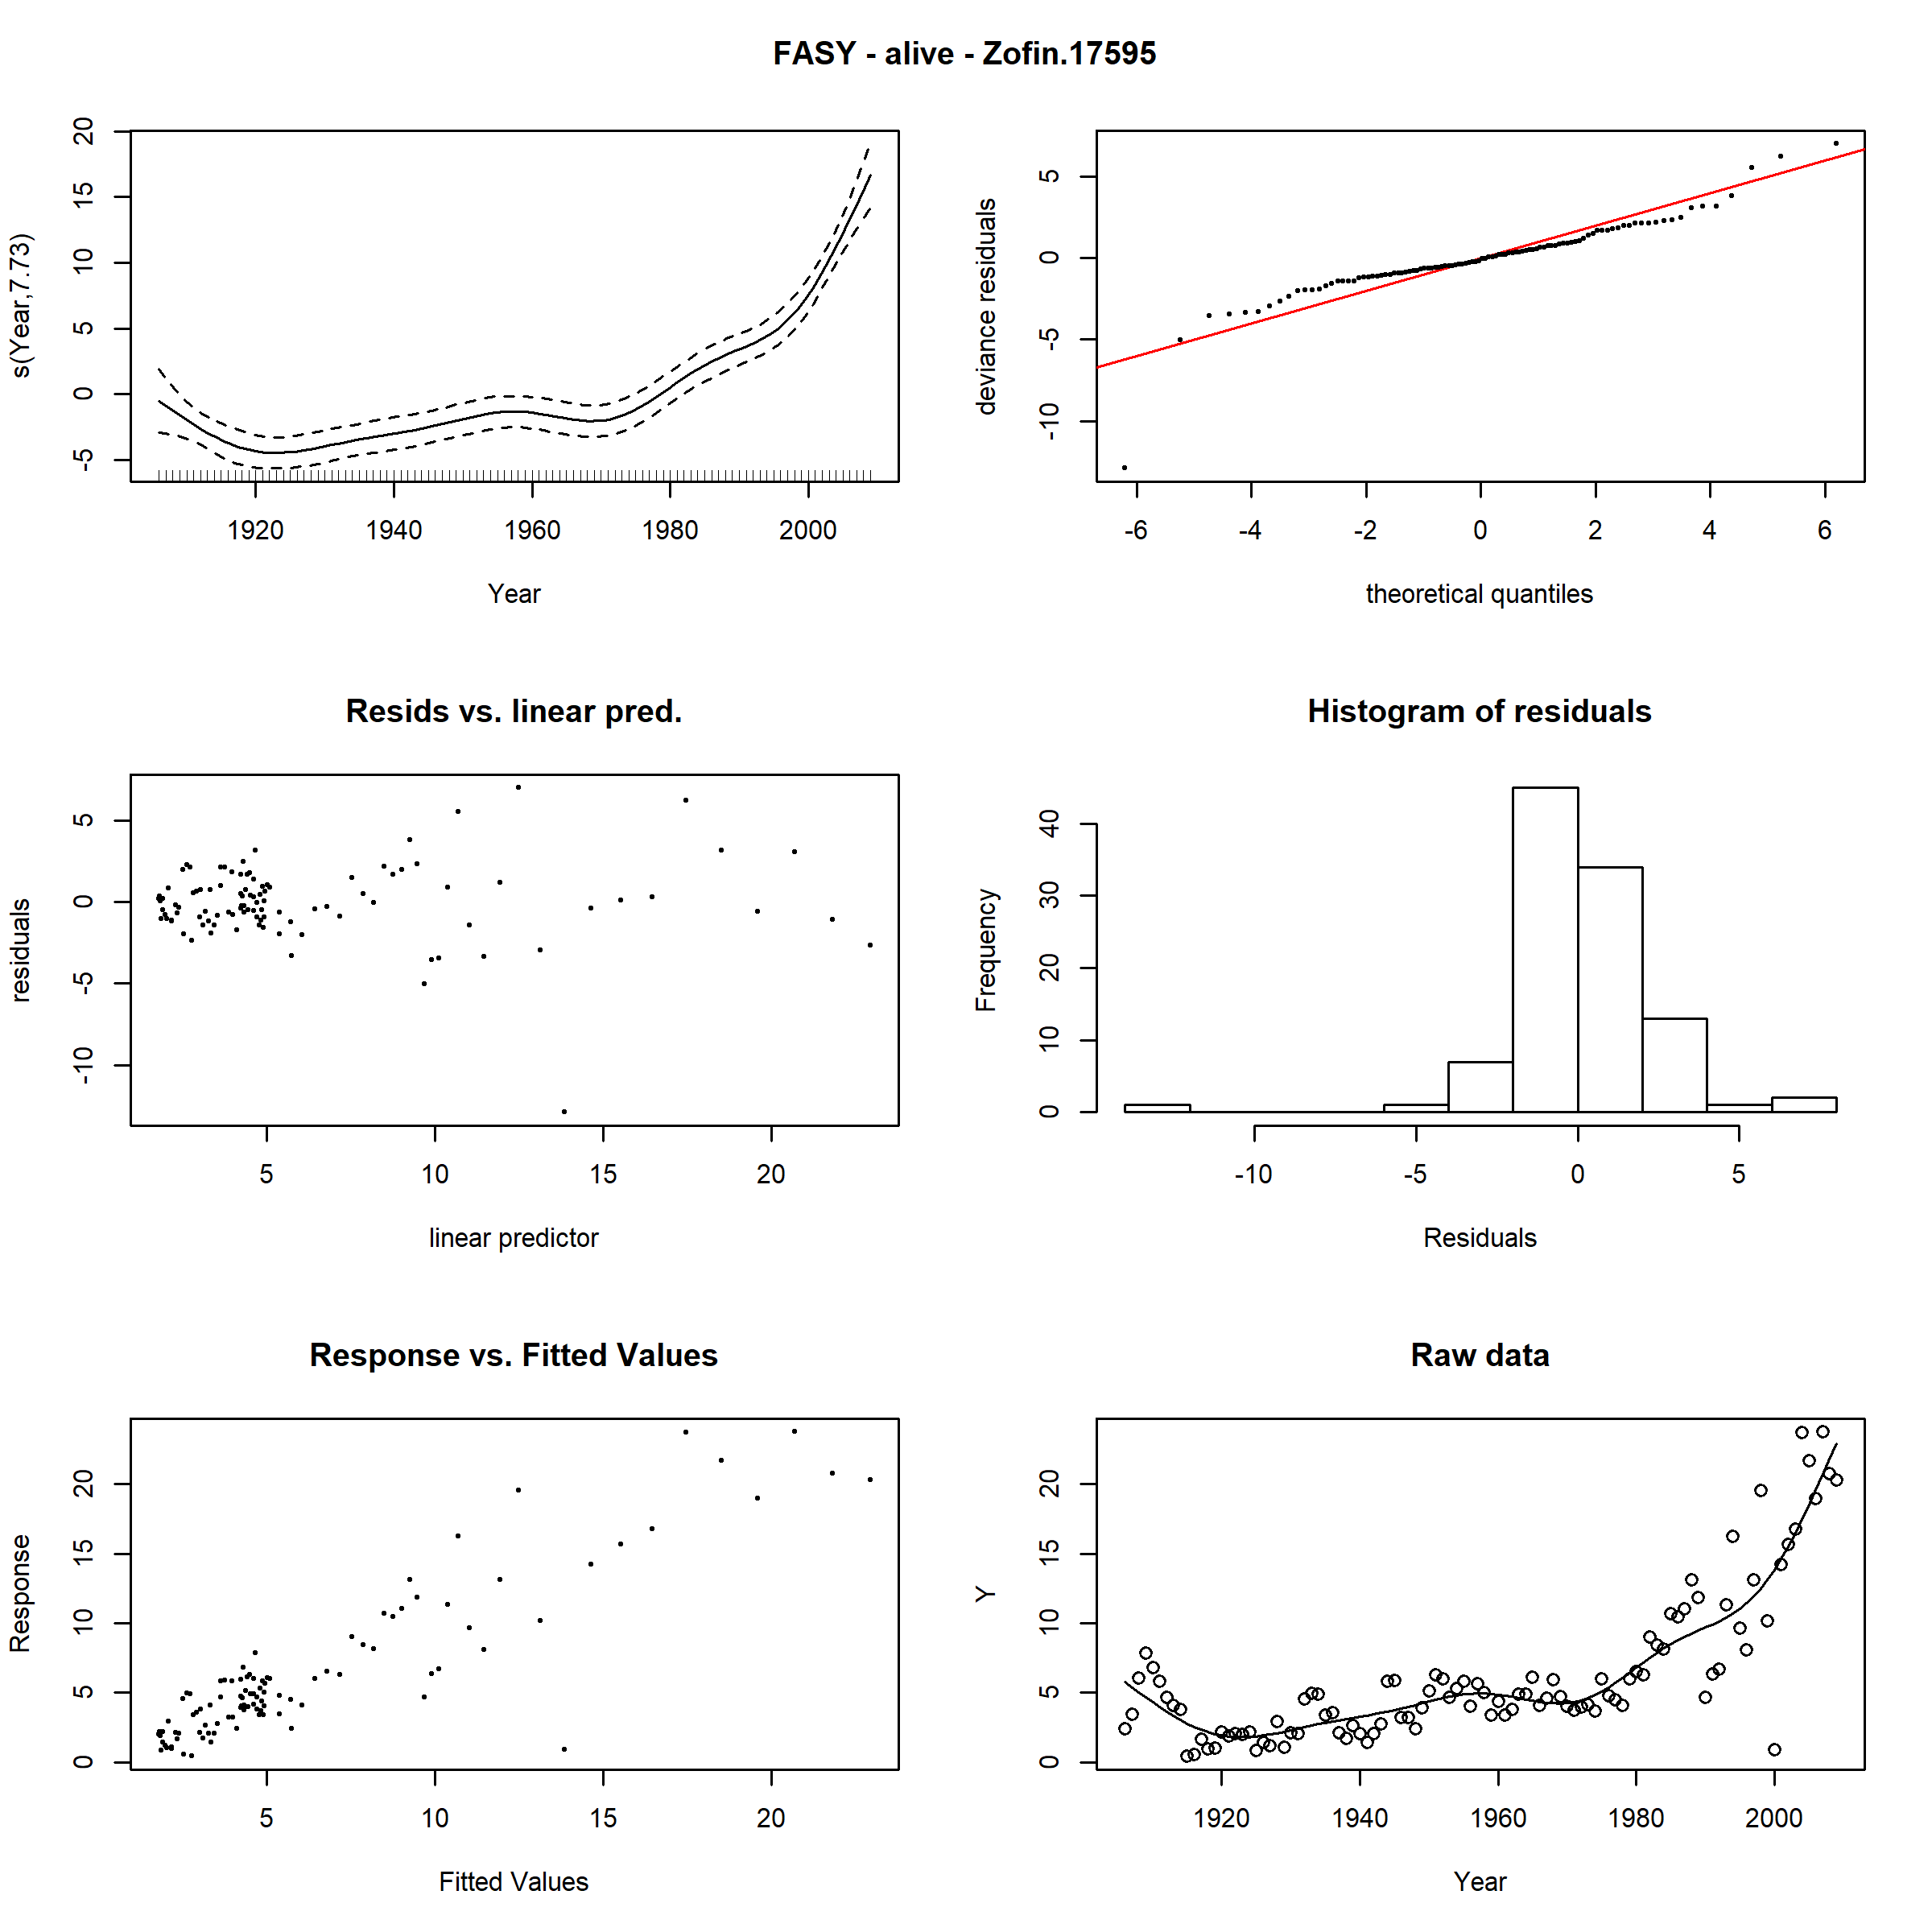 FASY - alive - Zofin.17595
s(Year,7.73)
20
15
10
5
0
-5
1920 1940 1960 1980 2000
Year
deviance residuals
5
0
-5
-10
-6 -4 -2 0 2 4 6
theoretical quantiles
Resids vs. linear pred.
residuals
5
0
-5
-10
5 10 15 20
linear predictor
Histogram of residuals
Frequency
40
30
20
10
0
-10 -5 0 5
Residuals
Response vs. Fitted Values
Response
20
15
10
5
0
5 10 15 20
Fitted Values
Raw data
Y
20
15
10
5
0
1920 1940 1960 1980 2000
Year